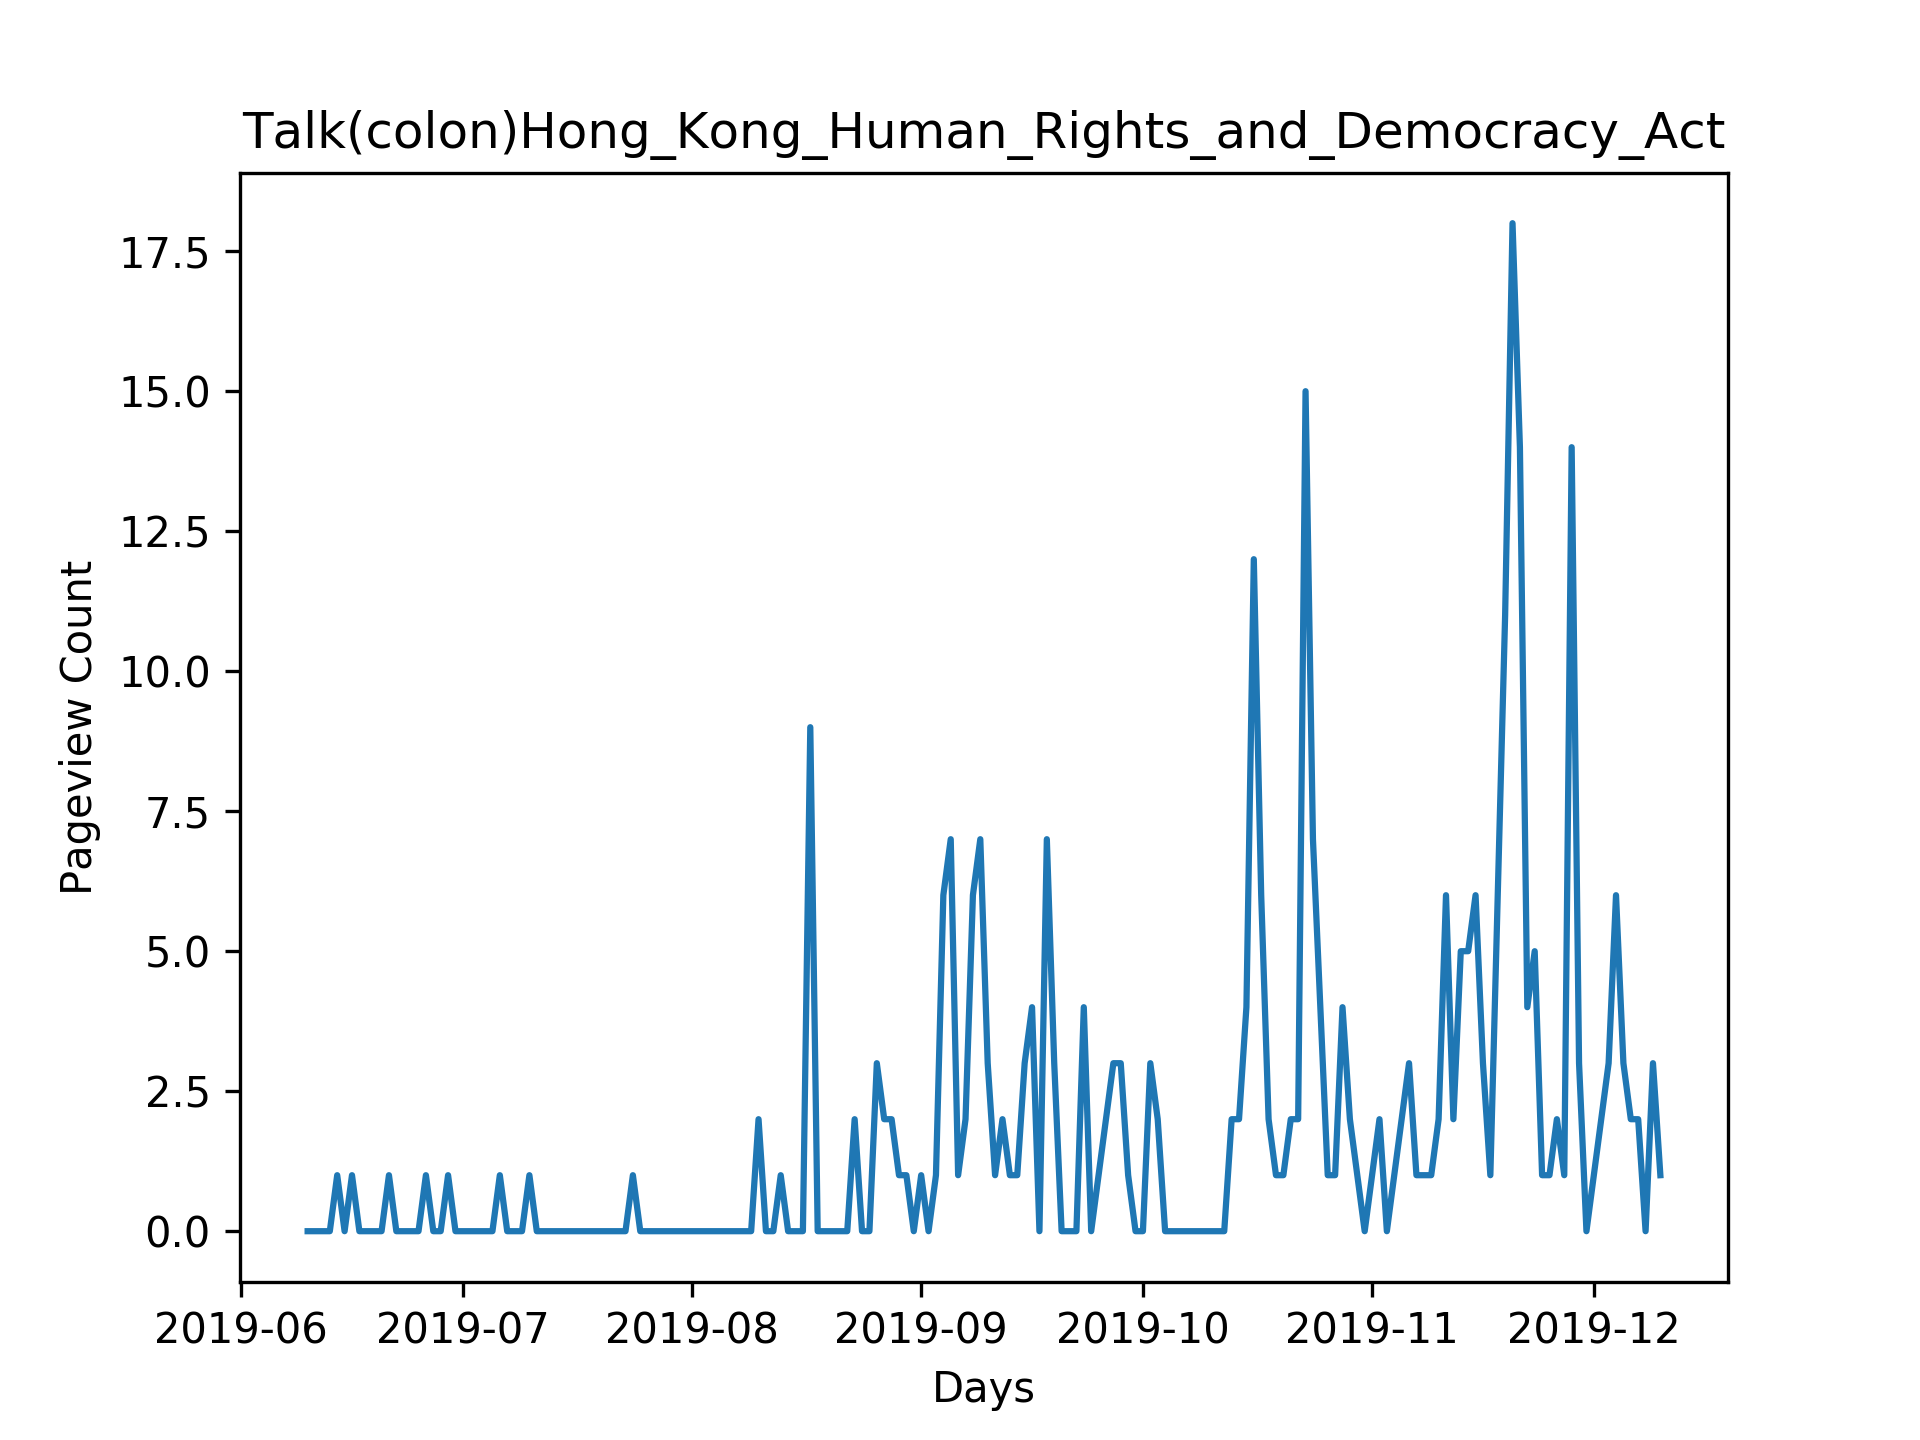 Talk(colon)Hong_Kong_Human_Rights_and_Democracy_Act
17.5
15.0
12.5
10.0
7.5
5.0
2.5
0.0
Pageview Count
2019-06 2019-07 2019-08 2019-09 2019-10 2019-11 2019-12
Days